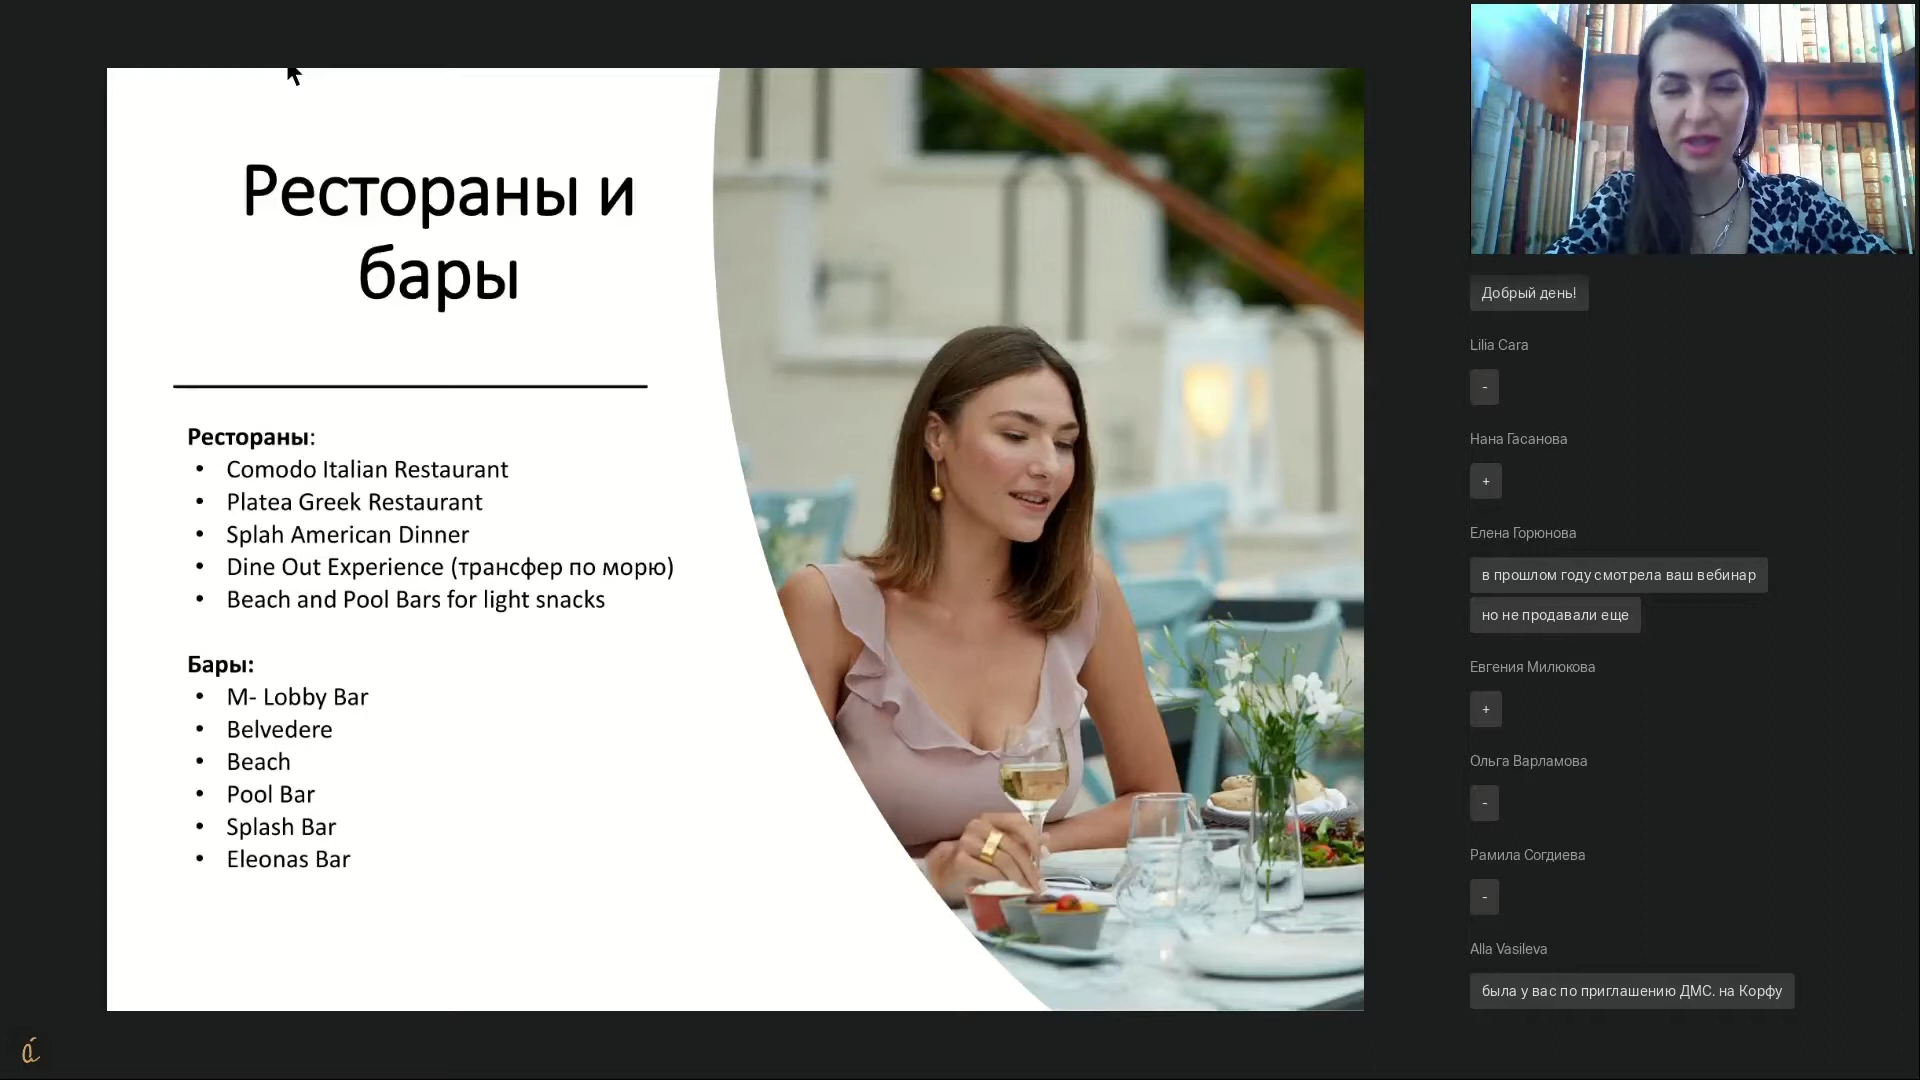 Рестораны и
бары
Рестораны:
• Comodo Italian Restaurant
• Platea Greek Restaurant
• Splah American Dinner
• Dine Out Experience (трансфер по морю)
• Beach and Pool Bars for light snacks
Бары:
• M- Lobby Bar
• Belvedere
• Beach
• Pool Bar
• Splash Bar
• Eleonas Bar
Добрый день!
Lilia Cara
-
Нана Гасанова
+
Елена Горюнова
в прошлом году смотрела ваш вебинар
но не продавали еще
Евгения Милюкова
+
Ольга Варламова
-
Рамила Согдиева
-
Alla Vasileva
была у вас по приглашению ДМС. на Корфу
á